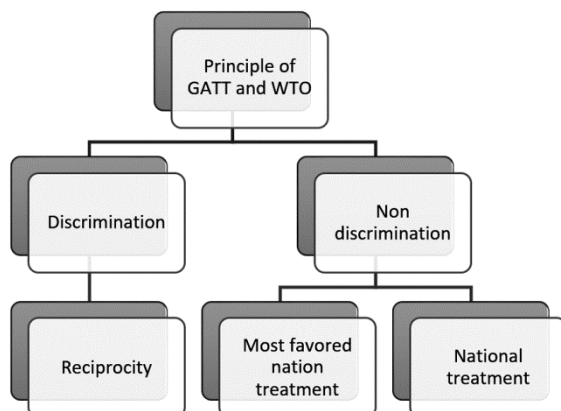 Principle of
GATT and WTO
Discrimination
Non
discrimination
Reciprocity
Most favored
nation
treatment
National
treatment